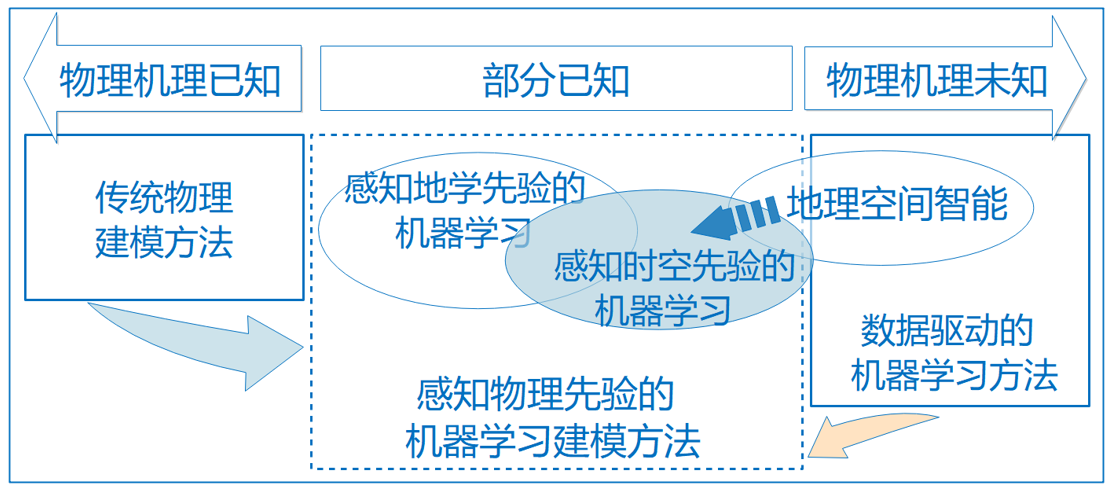 物理机理已知
部分已知
物理机理未知
传统物理
建模方法
感知地学先验的
机器学习
感知时空先验的
机器学习
地理空间智能
数据驱动的
机器学习方法
感知物理先验的
机器学习建模方法